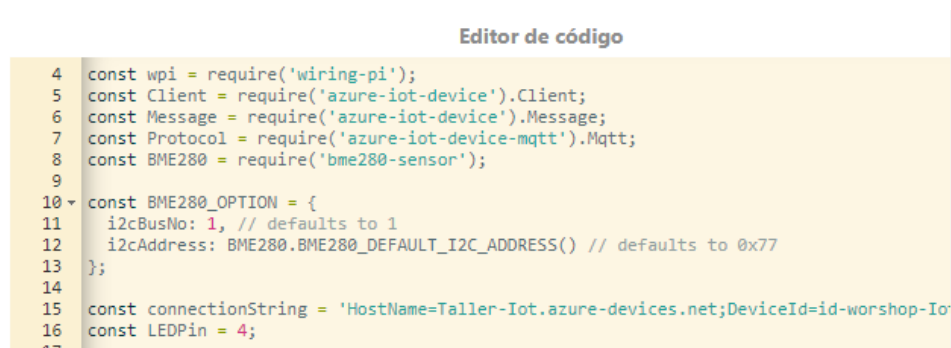 Editor de código
4 const wpi = require('wiring-pi');
5 const Client = require('azure-iot-device').Client;
6 const Message = require('azure-iot-device').Message;
7 const Protocol = require('azure-iot-device-mqtt').Mqtt;
8 const BME280 = require('bme280-sensor');
9
10 const BME280_OPTION = {
11 i2cBusNo: 1, // defaults to 1
12 i2cAddress: BME280.BME280_DEFAULT_I2C_ADDRESS() // defaults to 0x77
13 };
14
15 const connectionString = 'HostName=Taller-Iot.azure-devices.net;DeviceId=id-worshop-Iot
16 const LEDPin = 4;
17